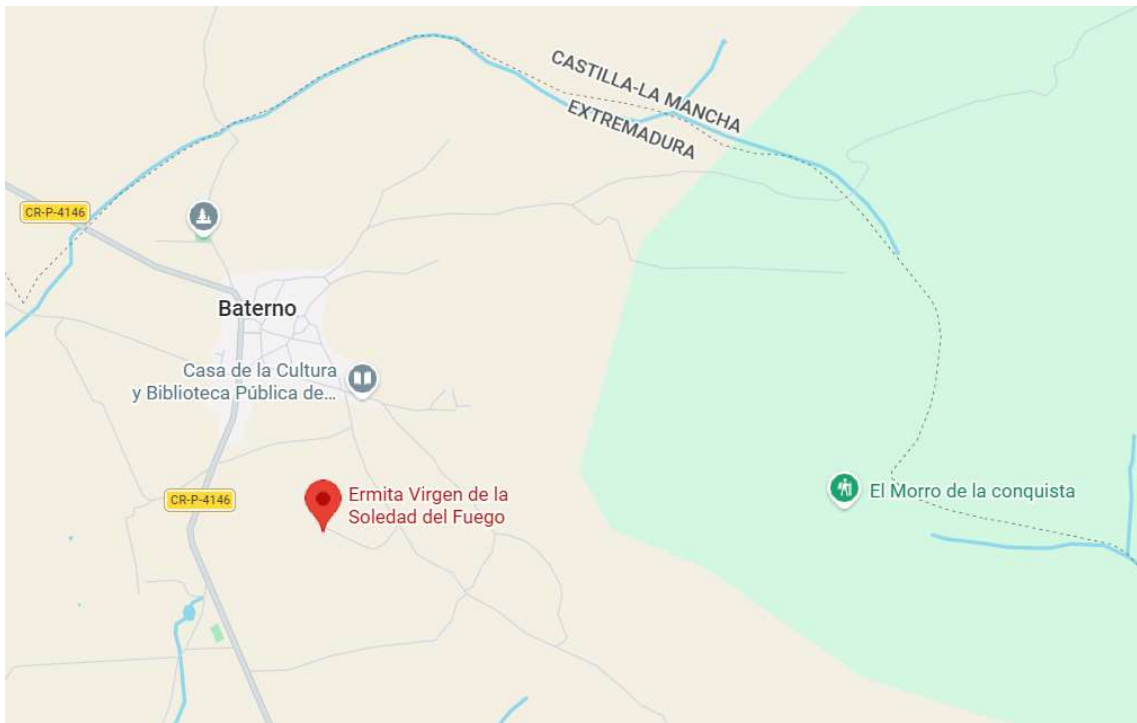 CASTILLA-LA MANCHA
EXTREMADURA
CR-P-4146
Baterno
Casa de la Cultura
y Biblioteca Pública de...
CR-P-4146
Ermita Virgen de la
Soledad del Fuego
El Morro de la conquista